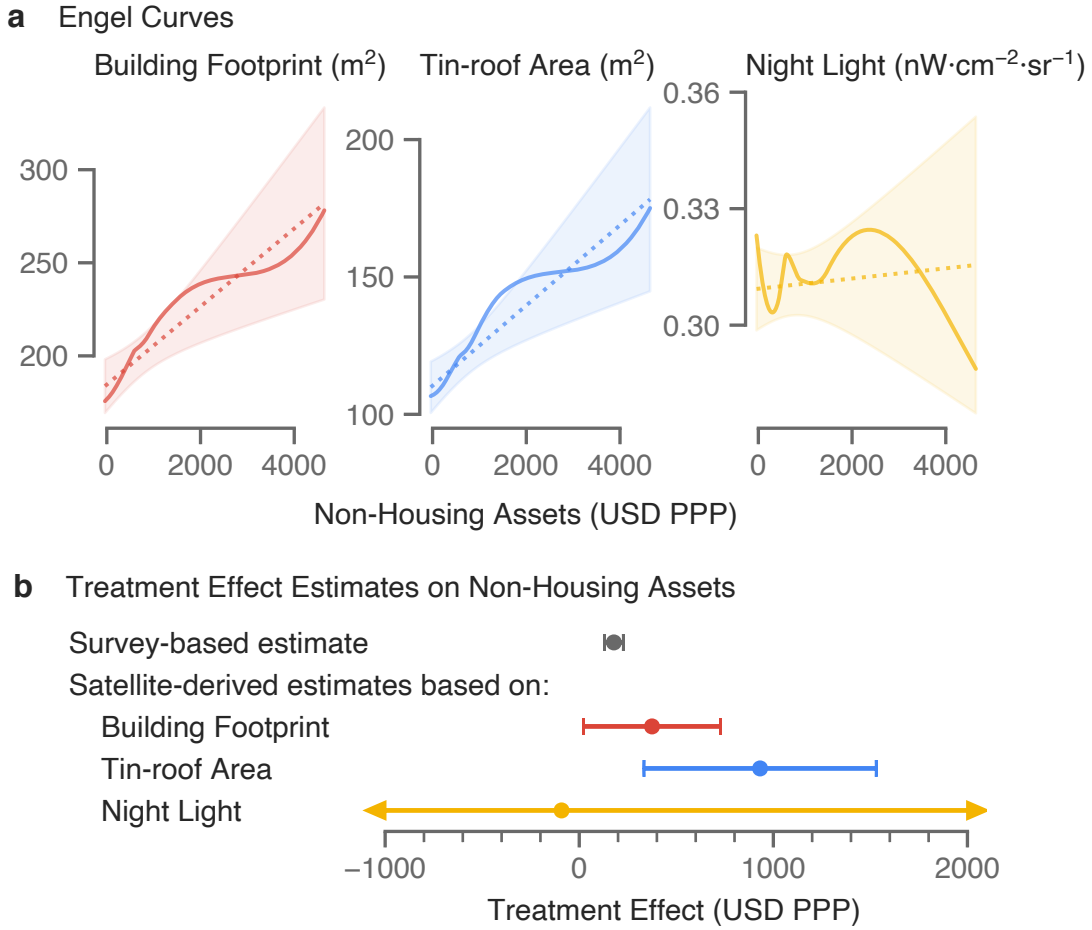 a Engel Curves
Building Footprint (m²)
300
250
200
0 2000 4000
Tin-roof Area (m²)
200
150
100
0 2000 4000
Night Light (nW·cm⁻²·sr⁻¹)
0.36
0.33
0.30
0 2000 4000
Non-Housing Assets (USD PPP)
b Treatment Effect Estimates on Non-Housing Assets
Survey-based estimate
Satellite-derived estimates based on:
Building Footprint
Tin-roof Area
Night Light
−1000 0 1000 2000
Treatment Effect (USD PPP)